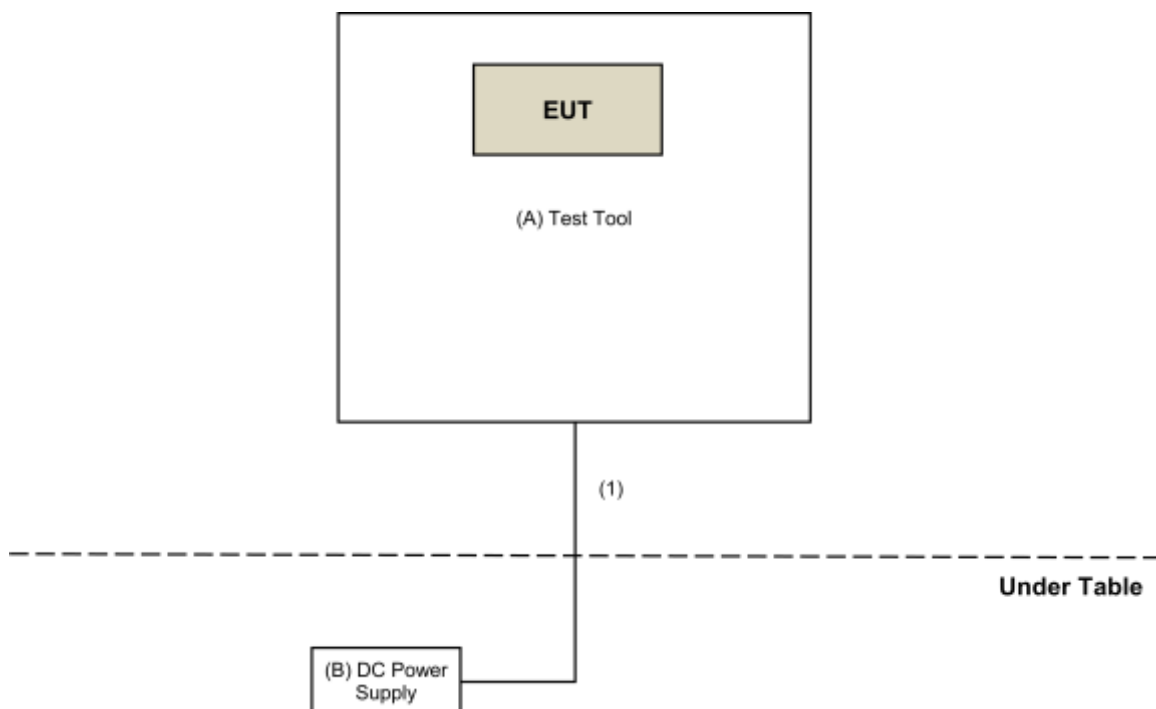 EUT
(A) Test Tool
(1)
Under Table
(B) DC Power
Supply